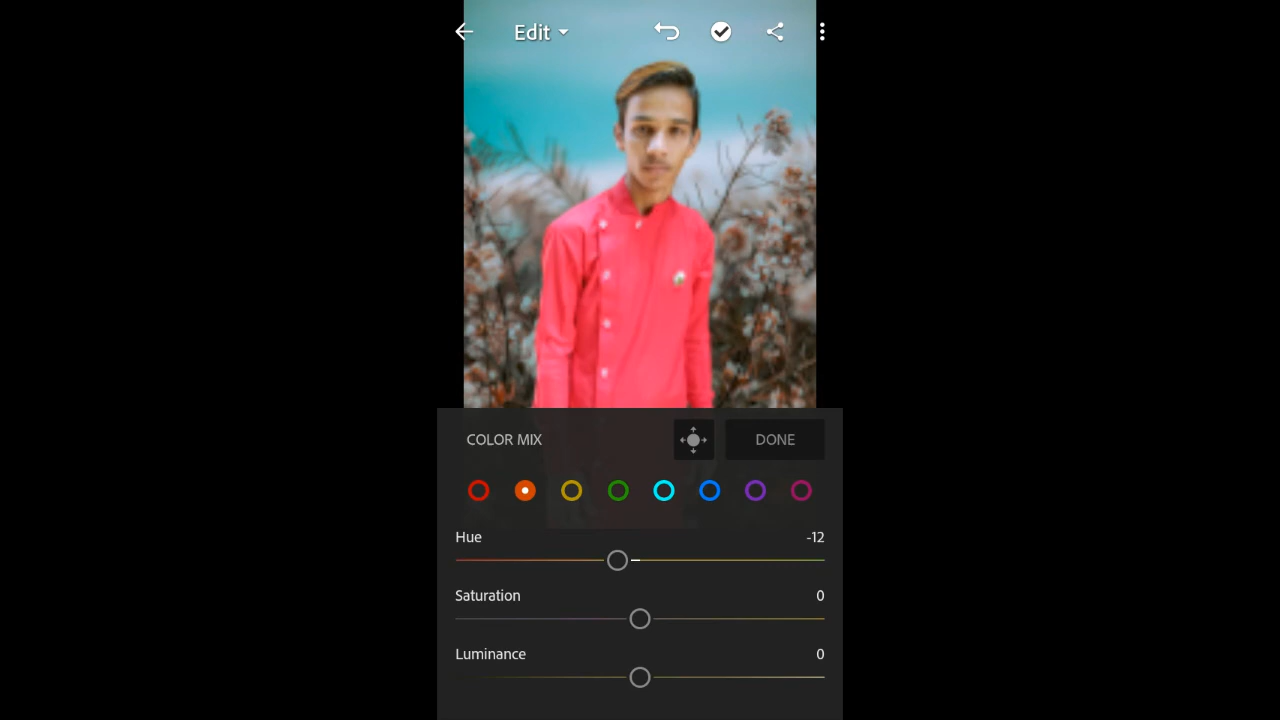 Edit
COLOR MIX
DONE
Hue -12
Saturation 0
Luminance 0